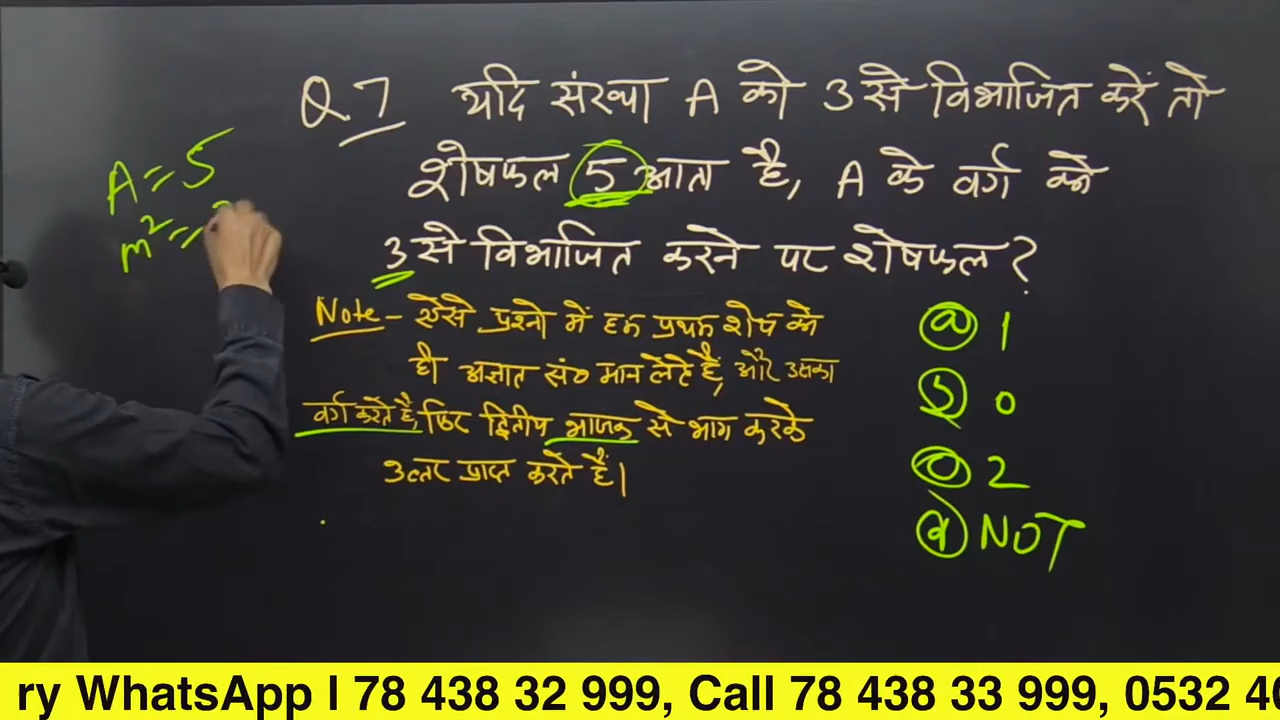 Q 7 यदि संख्या A को 3 से विभाजित करें तो
शेषफल 5 आता है, A के वर्ग को
3 से विभाजित करने पर शेषफल ?
A = 5
m² =
Note - ऐसे प्रश्नो में हम प्रथम शेष को
ही अज्ञात सं० मान लेते है, और उसका
वर्ग करते है, फिर द्वितीय भाजक से भाग करके
उत्तर प्राप्त करते हैं।
(a) 1
(b) 0
(c) 2
(d) NOT
ry WhatsApp l 78 438 32 999, Call 78 438 33 999, 0532 4